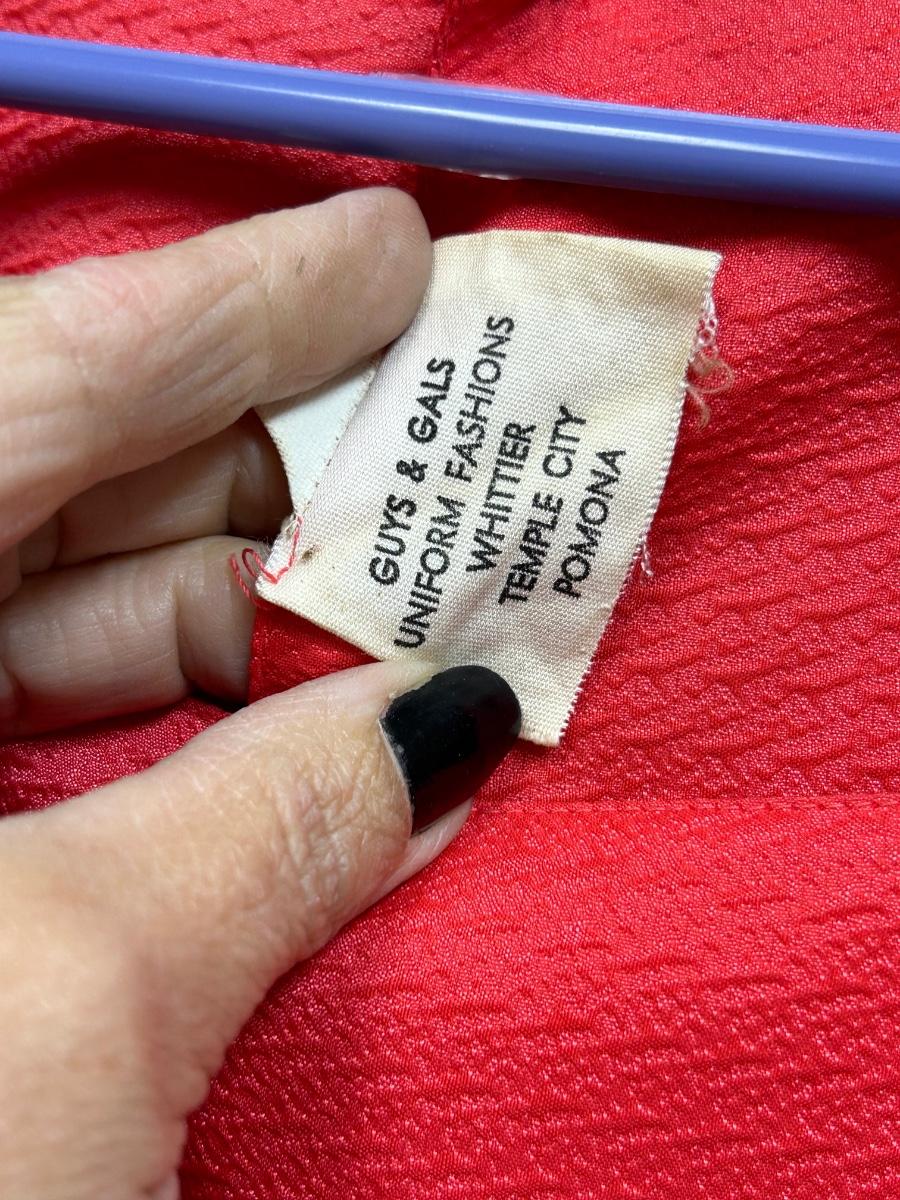 GUYS & GALS
UNIFORM FASHIONS
WHITTIER
TEMPLE CITY
POMONA